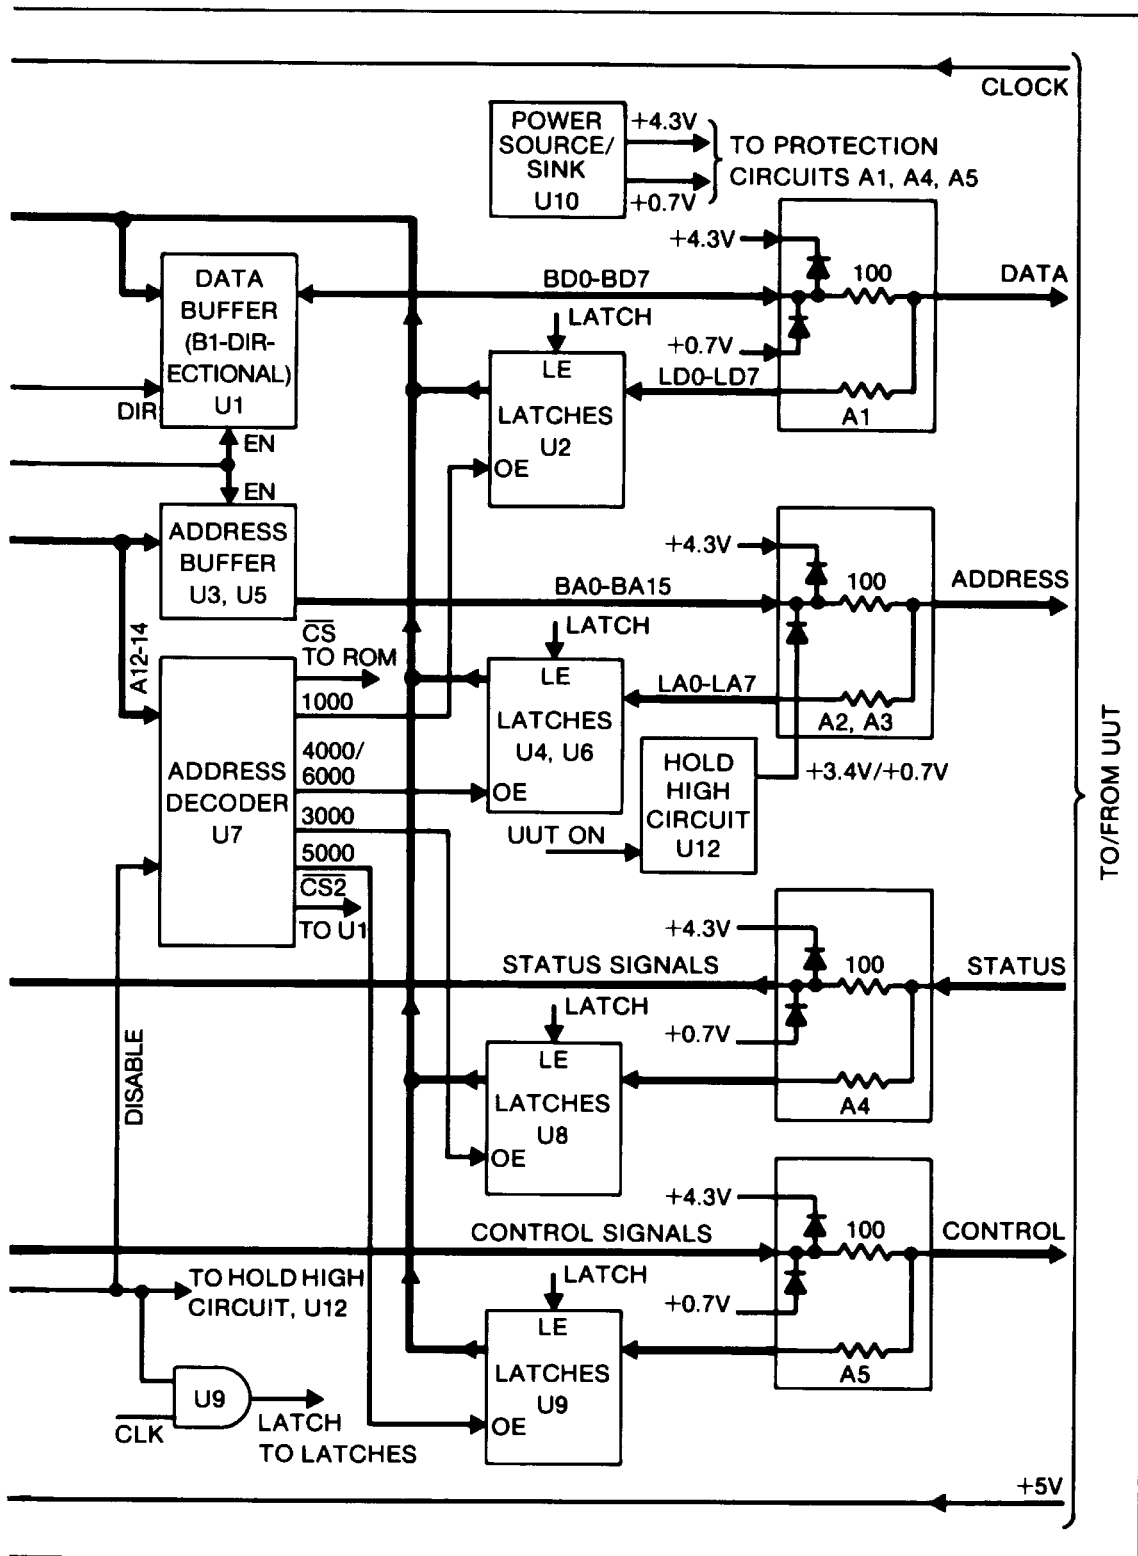 CLOCK
POWER
SOURCE/
SINK
U10
+4.3V
+0.7V
TO PROTECTION
CIRCUITS A1, A4, A5
DATA
BUFFER
(B1-DIR-
ECTIONAL)
U1
DIR
EN
EN
BD0-BD7
LATCH
LE
LATCHES
U2
OE
LD0-LD7
+4.3V
100
+0.7V
A1
DATA
ADDRESS
BUFFER
U3, U5
BA0-BA15
LATCH
LE
LATCHES
U4, U6
OE
LA0-LA7
+4.3V
100
A2, A3
ADDRESS
+3.4V/+0.7V
HOLD
HIGH
CIRCUIT
U12
UUT ON
A12-14
ADDRESS
DECODER
U7
CS
TO ROM
1000
4000/
6000
3000
5000
CS2
TO U1
DISABLE
STATUS SIGNALS
LATCH
LE
LATCHES
U8
OE
+4.3V
100
+0.7V
A4
STATUS
CONTROL SIGNALS
LATCH
LE
LATCHES
U9
OE
+4.3V
100
+0.7V
A5
CONTROL
TO HOLD HIGH
CIRCUIT, U12
U9
CLK
LATCH
TO LATCHES
+5V
TO/FROM UUT